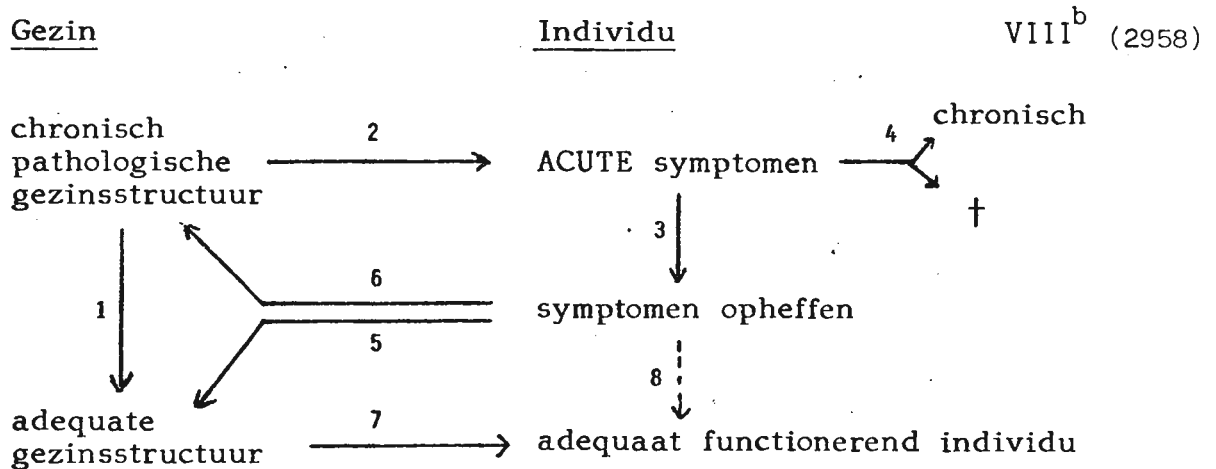 Gezin Individu VIIIb (2958)
chronisch
chronisch
pathologische
gezinsstructuur
2
ACUTE symptomen
4
†
3
1
6
symptomen opheffen
5
8
adequate
gezinsstructuur
7
adequaat functionerend individu